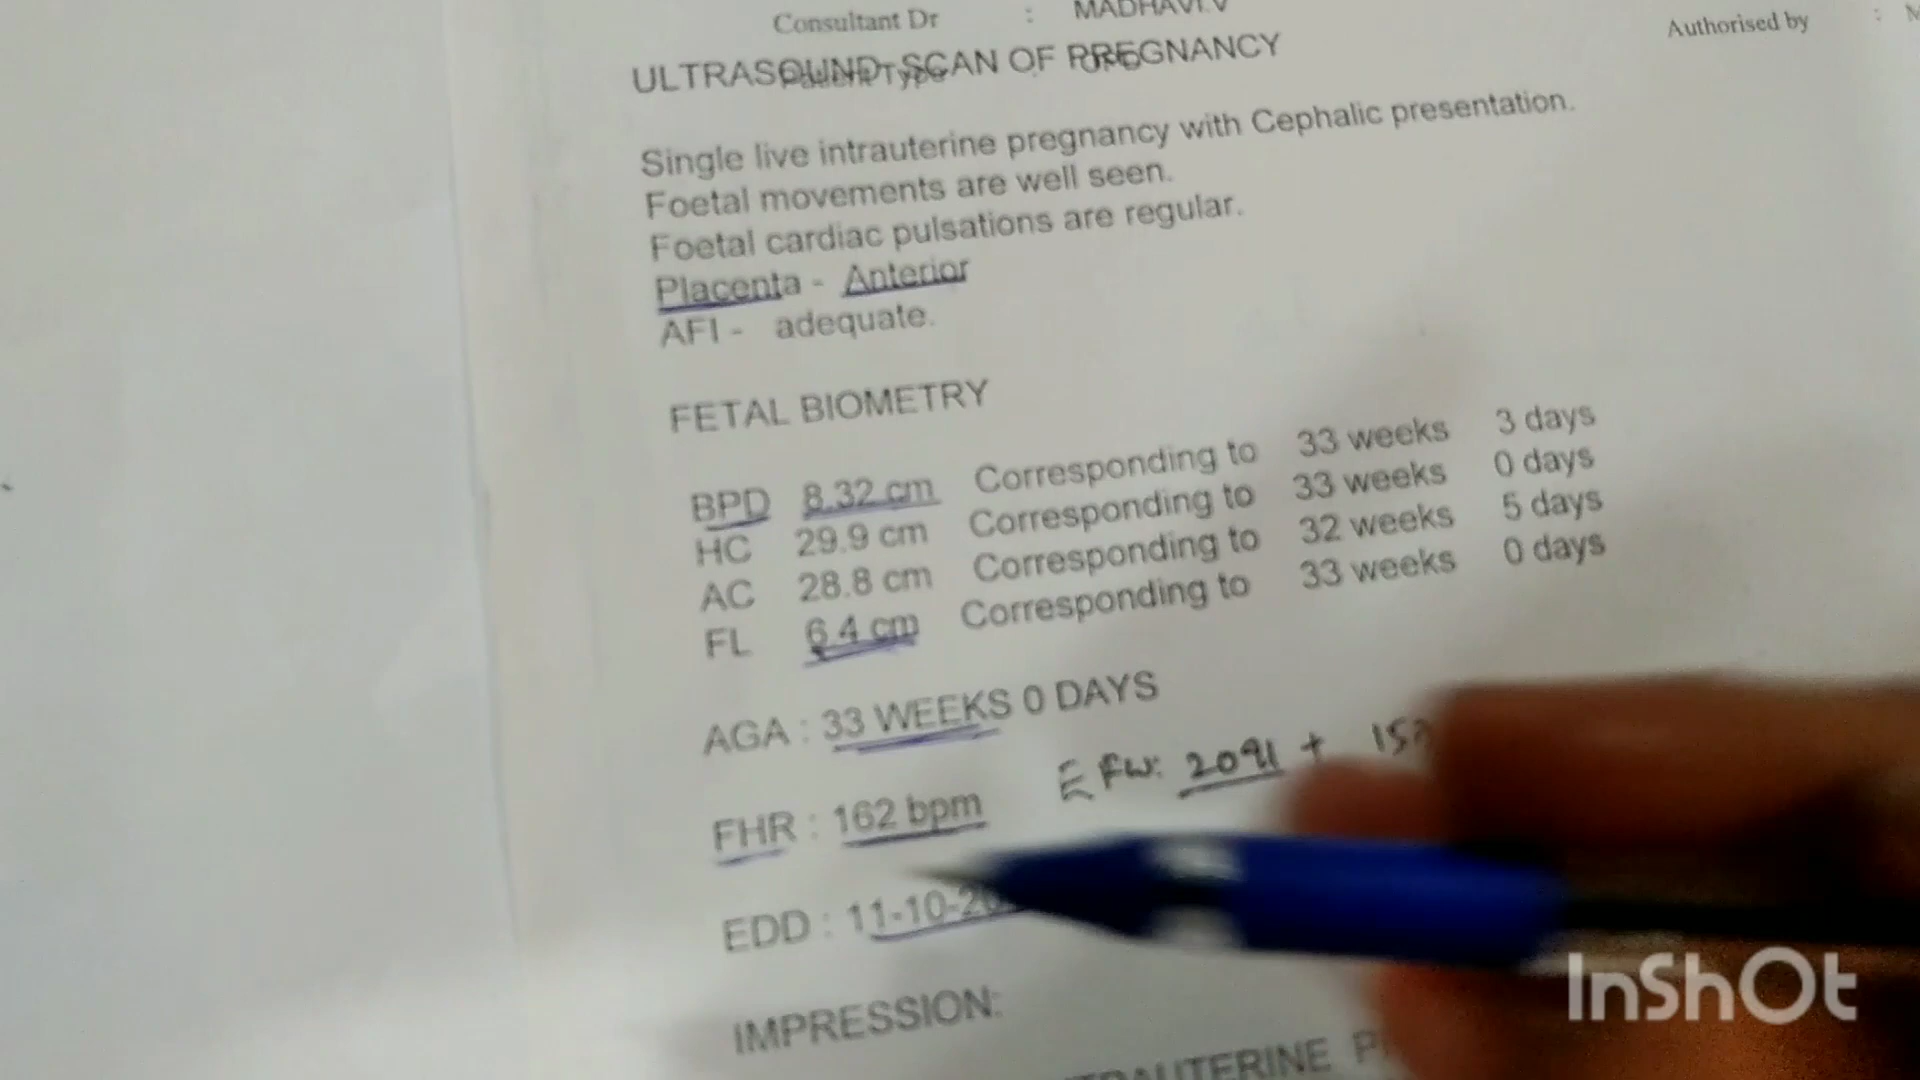 Consultant Dr : MADHAVI.V
Authorised by :
ULTRASOUND SCAN OF PREGNANCY
Patient Type : OPD
Single live intrauterine pregnancy with Cephalic presentation.
Foetal movements are well seen.
Foetal cardiac pulsations are regular.
Placenta - Anterior
AFI - adequate.
FETAL BIOMETRY
BPD 8.32 cm Corresponding to 33 weeks 3 days
HC 29.9 cm Corresponding to 33 weeks 0 days
AC 28.8 cm Corresponding to 32 weeks 5 days
FL 6.4 cm Corresponding to 33 weeks 0 days
AGA : 33 WEEKS 0 DAYS
EFW: 2091 +
FHR : 162 bpm
EDD : 11-10-
IMPRESSION:
InShOt